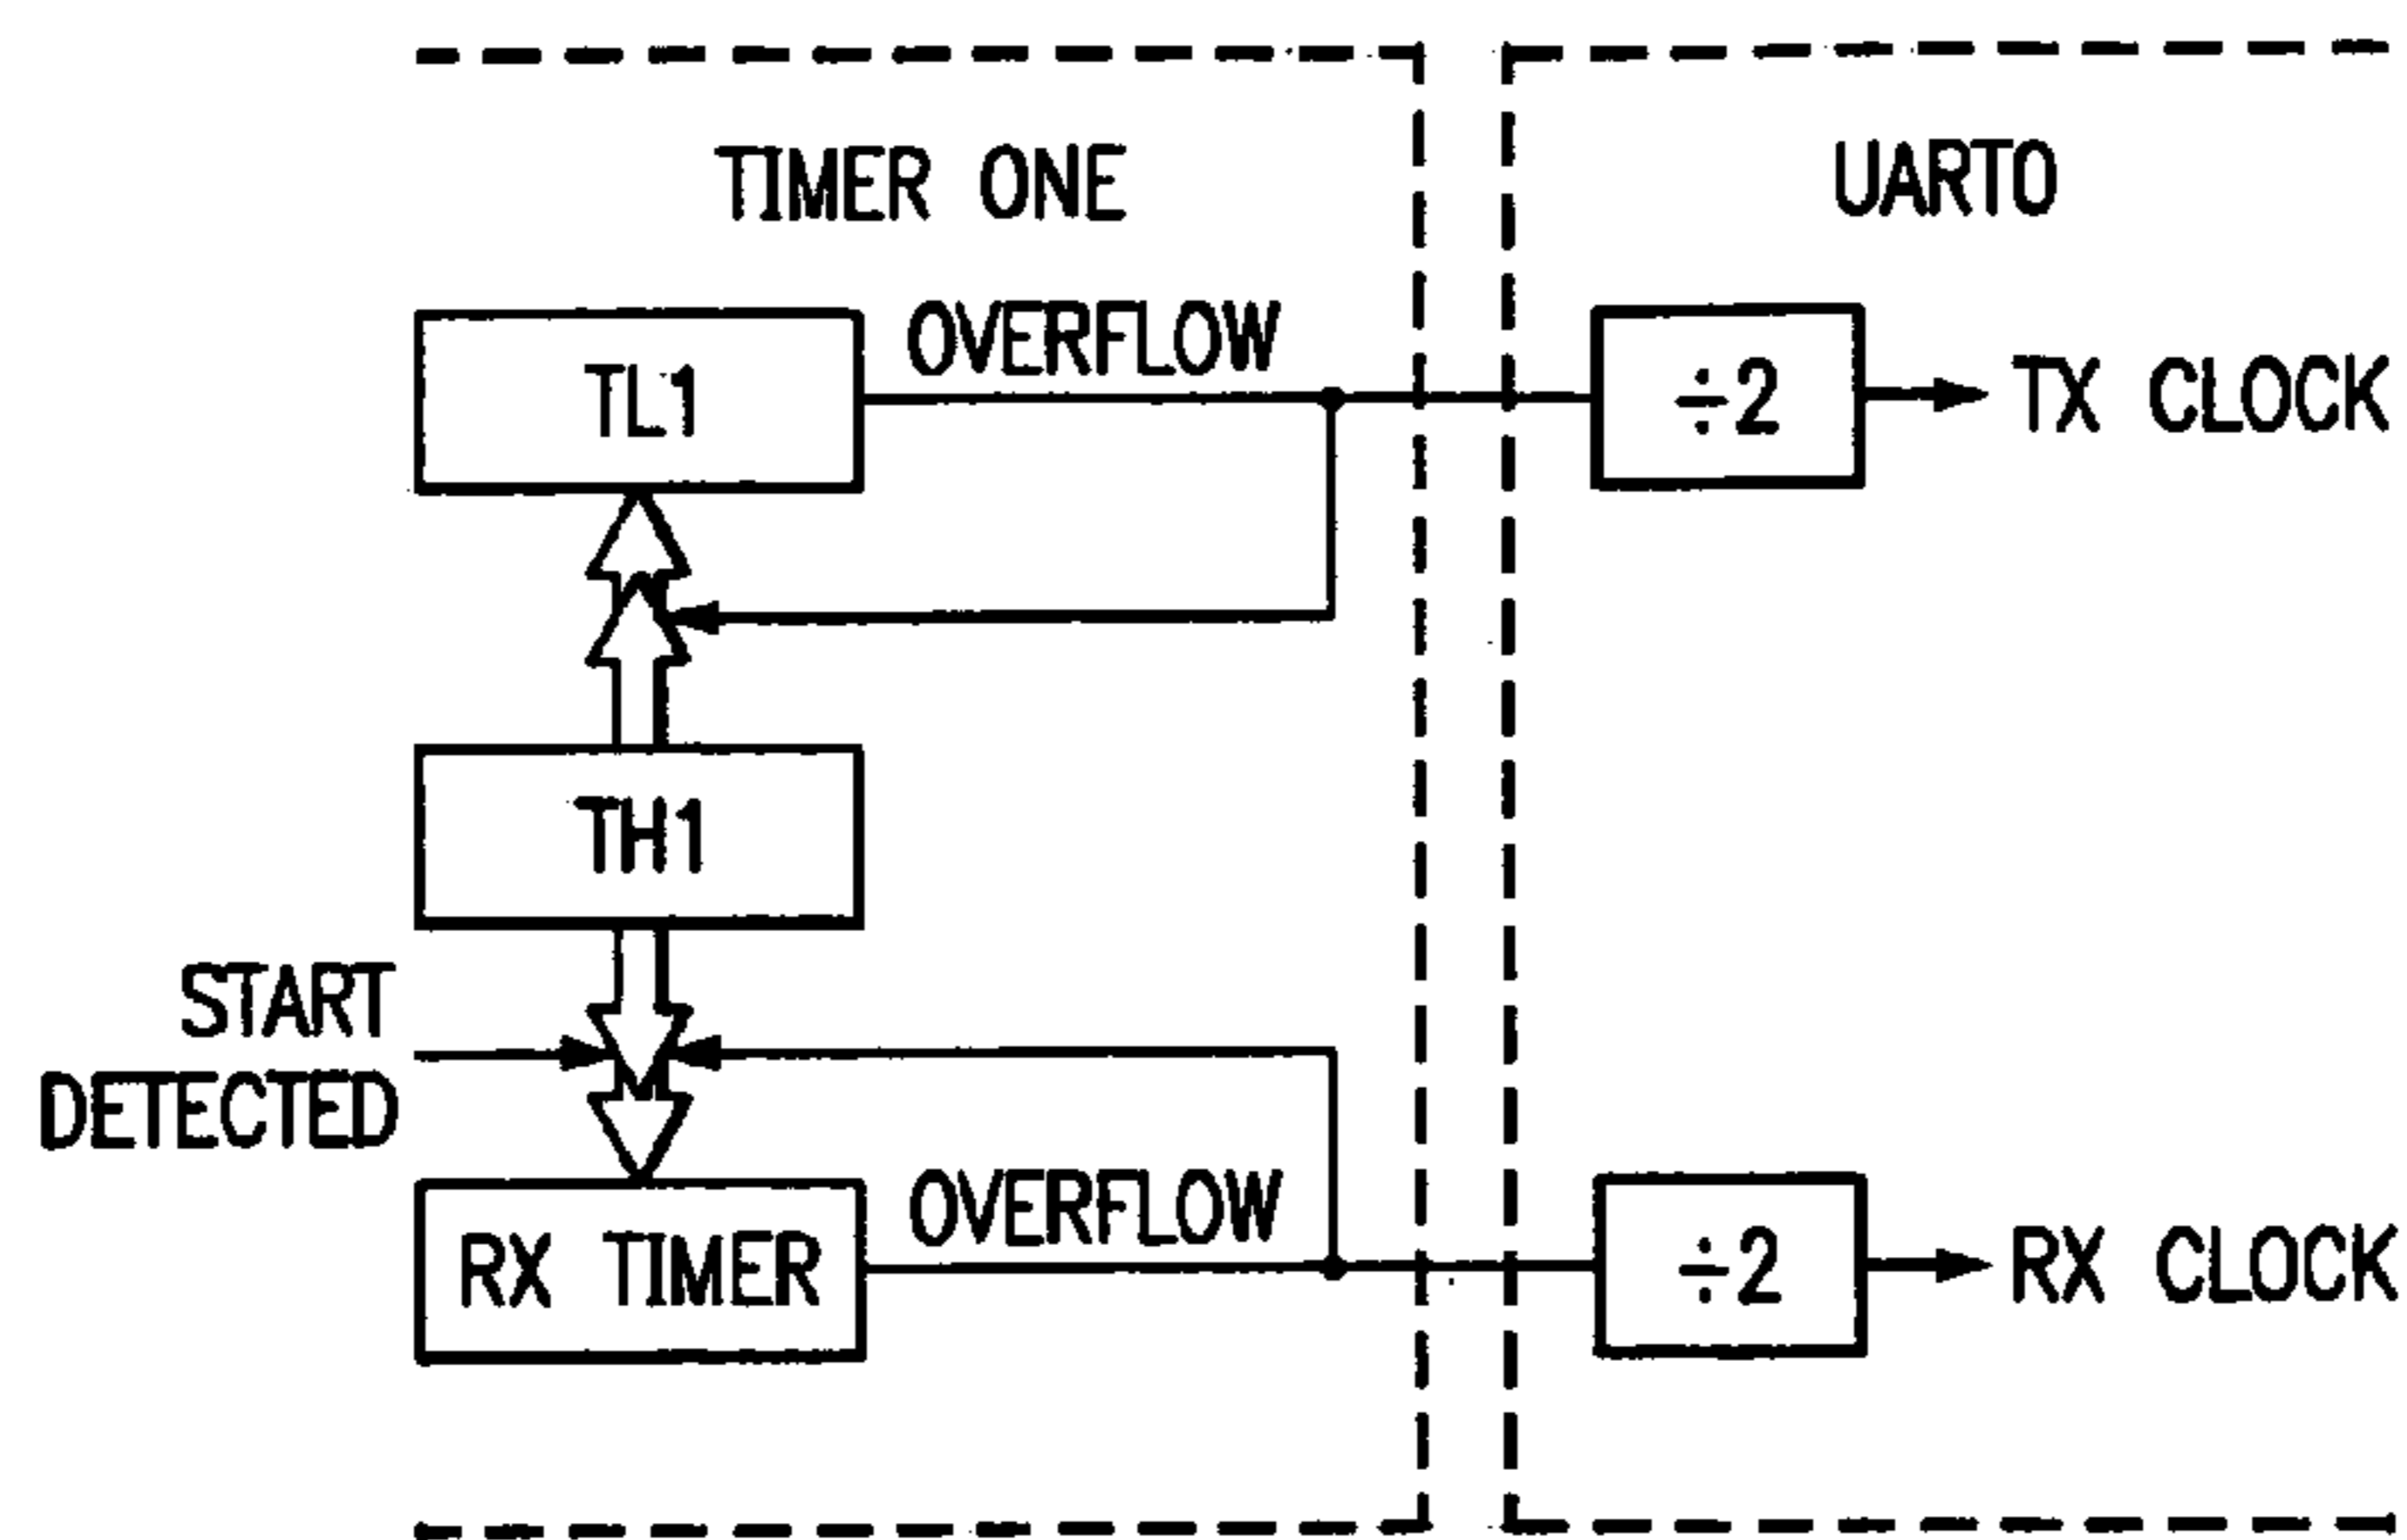 TIMER ONE
UART0
TL1
OVERFLOW
÷2
TX CLOCK
TH1
START
DETECTED
RX TIMER
OVERFLOW
÷2
RX CLOCK